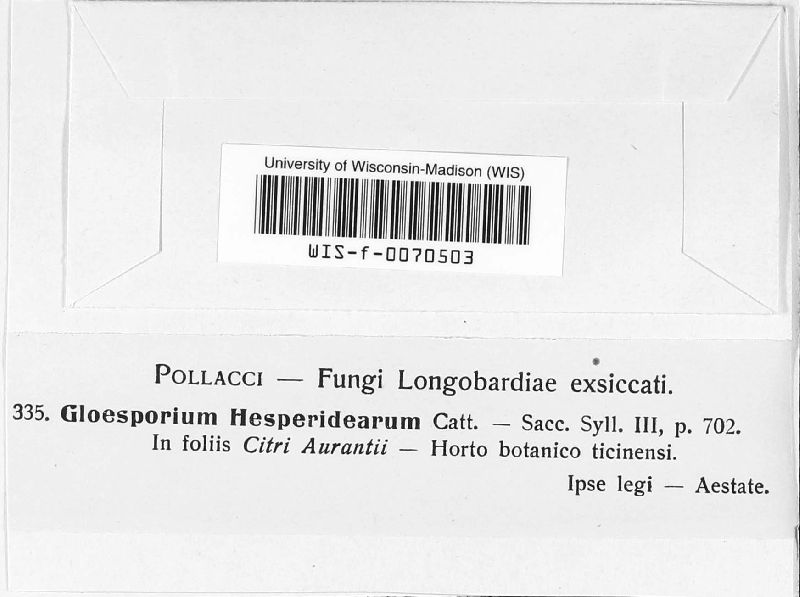 University of Wisconsin-Madison (WIS)
WIS-f-0070503
POLLACCI — Fungi Longobardiae exsiccati.
335. Gloesporium Hesperidearum Catt. — Sacc. Syll. III, p. 702.
In foliis Citri Aurantii — Horto botanico ticinensi.
Ipse legi — Aestate.